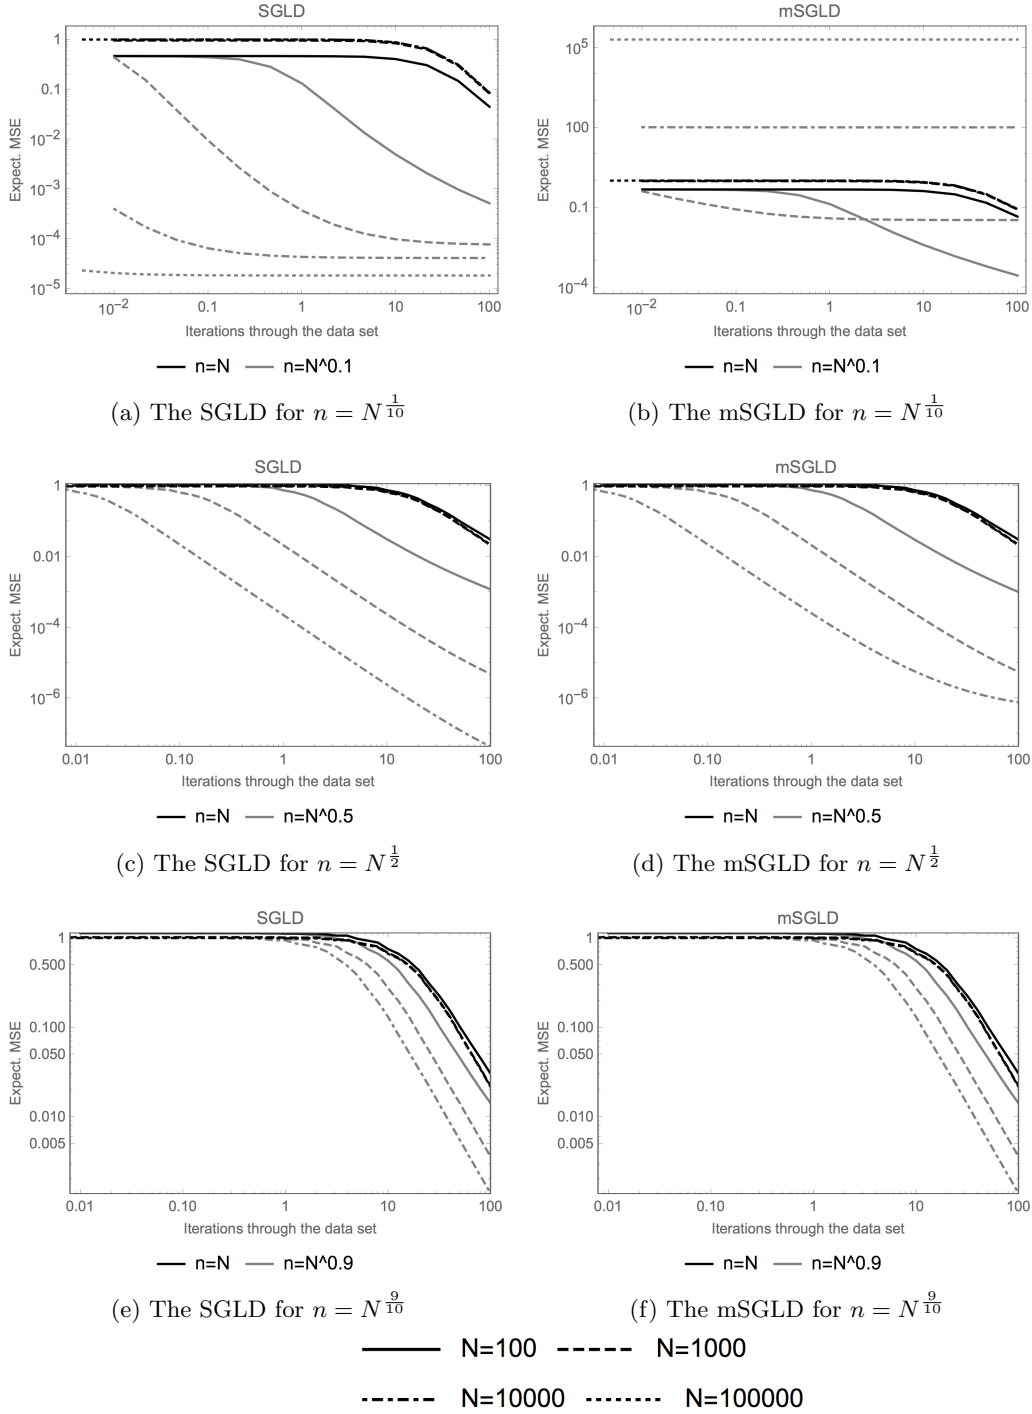 SGLD
Expect. MSE
1
0.1
10^-2
10^-3
10^-4
10^-5
10^-2 0.1 1 10 100
Iterions through the data set
n=N n=N^0.1
(a) The SGLD for n = N^{1/10}
mSGLD
Expect. MSE
10^5
100
0.1
10^-4
10^-2 0.1 1 10 100
Iterions through the data set
n=N n=N^0.1
(b) The mSGLD for n = N^{1/10}
SGLD
Expect. MSE
1
0.01
10^-4
10^-6
0.01 0.10 1 10 100
Iterions through the data set
n=N n=N^0.5
(c) The SGLD for n = N^{1/2}
mSGLD
Expect. MSE
1
0.01
10^-4
10^-6
0.01 0.10 1 10 100
Iterions through the data set
n=N n=N^0.5
(d) The mSGLD for n = N^{1/2}
SGLD
Expect. MSE
1
0.500
0.100
0.050
0.010
0.005
0.01 0.10 1 10 100
Iterions through the data set
n=N n=N^0.9
(e) The SGLD for n = N^{9/10}
mSGLD
Expect. MSE
1
0.500
0.100
0.050
0.010
0.005
0.01 0.10 1 10 100
Iterions through the data set
n=N n=N^0.9
(f) The mSGLD for n = N^{9/10}
N=100 N=1000
N=10000 N=100000